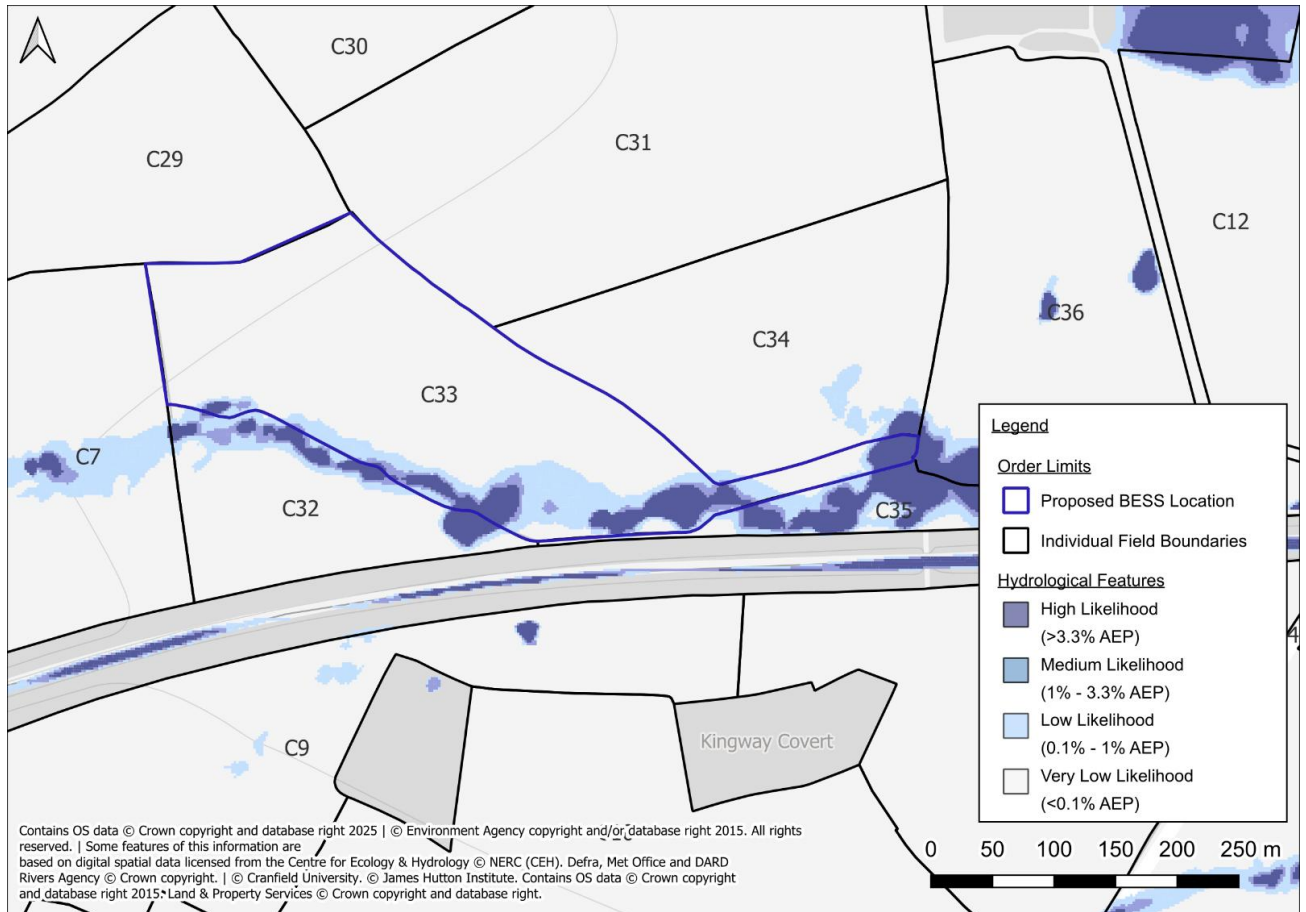 C30
C31
C29
C12
C36
C34
C33
C7
C32
C35
Legend
Order Limits
Proposed BESS Location
Individual Field Boundaries
Hydrological Features
High Likelihood
(>3.3% AEP)
Medium Likelihood
(1% - 3.3% AEP)
Low Likelihood
(0.1% - 1% AEP)
Very Low Likelihood
(<0.1% AEP)
4
Kingway Covert
C9
Contains OS data © Crown copyright and database right 2025 | © Environment Agency copyright and/or database right 2015. All rights
reserved. | Some features of this information are
based on digital spatial data licensed from the Centre for Ecology & Hydrology © NERC (CEH). Defra, Met Office and DARD
Rivers Agency © Crown copyright. | © Cranfield University. © James Hutton Institute. Contains OS data © Crown copyright
and database right 2015. Land & Property Services © Crown copyright and database right.
0 50 100 150 200 250 m